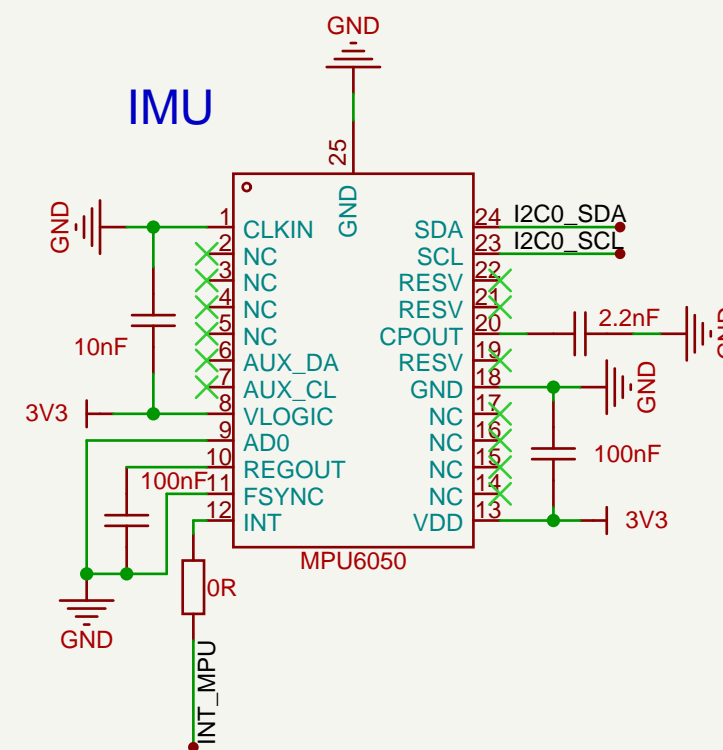 GND
IMU
25
GND
GND
1
CLKIN
2
NC
3
NC
4
NC
5
NC
6
AUX_DA
7
AUX_CL
8
VLOGIC
9
AD0
10
REGOUT
11
FSYNC
12
INT
24
SDA
I2C0_SDA
23
SCL
I2C0_SCL
22
RESV
21
RESV
20
CPOUT
2.2nF
GND
19
RESV
18
GND
GND
17
NC
16
NC
15
NC
14
NC
13
VDD
100nF
3V3
10nF
3V3
100nF
MPU6050
0R
GND
INT_MPU